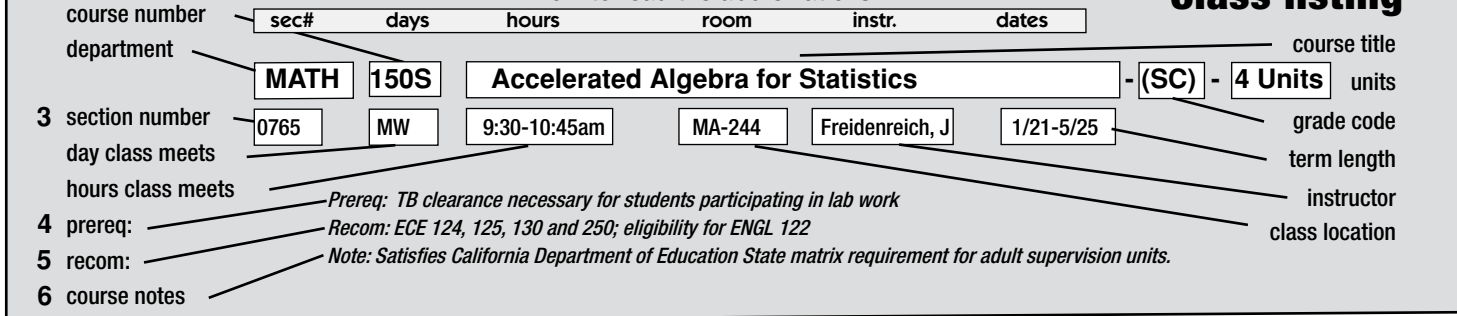 class listing
course number
sec# days hours room instr. dates
department
course title
MATH 150S Accelerated Algebra for Statistics - (SC) - 4 Units units
3 section number 0765 MW 9:30-10:45am MA-244 Freidenreich, J 1/21-5/25 grade code
day class meets
term length
hours class meets
instructor
Prereq: TB clearance necessary for students participating in lab work
4 prereq:
Recom: ECE 124, 125, 130 and 250; eligibility for ENGL 122
class location
5 recom:
Note: Satisfies California Department of Education State matrix requirement for adult supervision units.
6 course notes